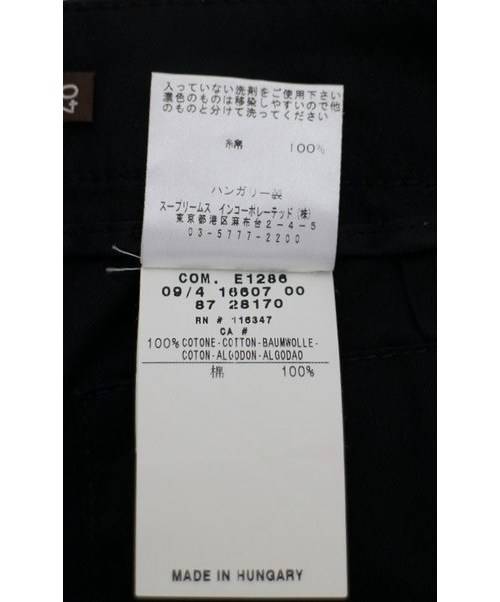 40
入っていない洗剤をご使用下さい
濃色のものは移染しやすいので他
のものと分けて洗ってください
綿 100%
ハンガリー製
スープリームス インコーポレーテッド(株)
東京都港区麻布台2-4-5
03-5777-2200
COM. E1286
09/4 16607 00
87 28170
RN # 116347
CA #
100% COTONE-COTTON-BAUMWOLLE-
COTON-ALGODON-ALGODAO
棉 100%
MADE IN HUNGARY